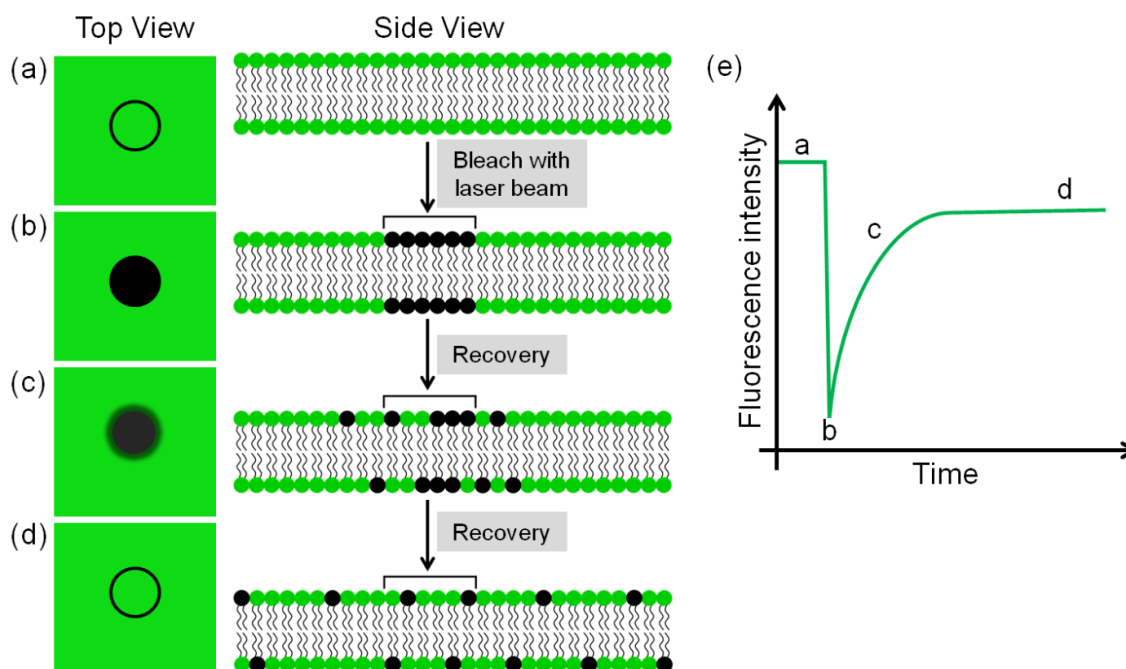 Top View
Side View
(a)
Bleach with
laser beam
(b)
Recovery
(c)
Recovery
(d)
(e)
Fluorescence intensity
a
b
c
d
Time